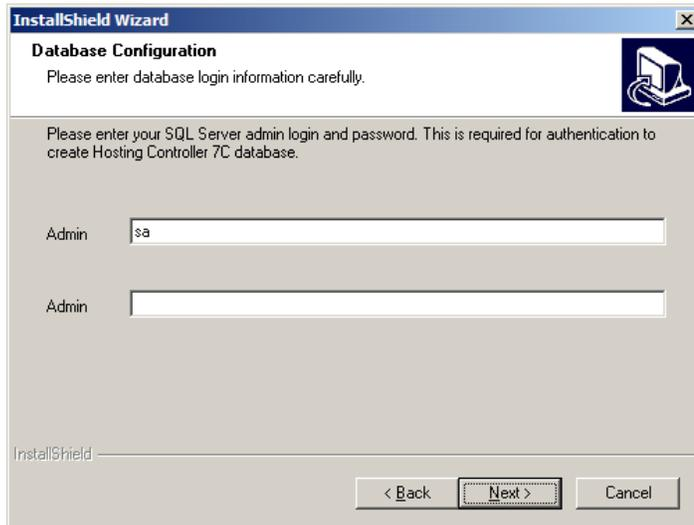 InstallShield Wizard
Database Configuration
Please enter database login information carefully.
Please enter your SQL Server admin login and password. This is required for authentication to
create Hosting Controller 7C database.
Admin
sa
Admin
InstallShield
< Back
Next >
Cancel